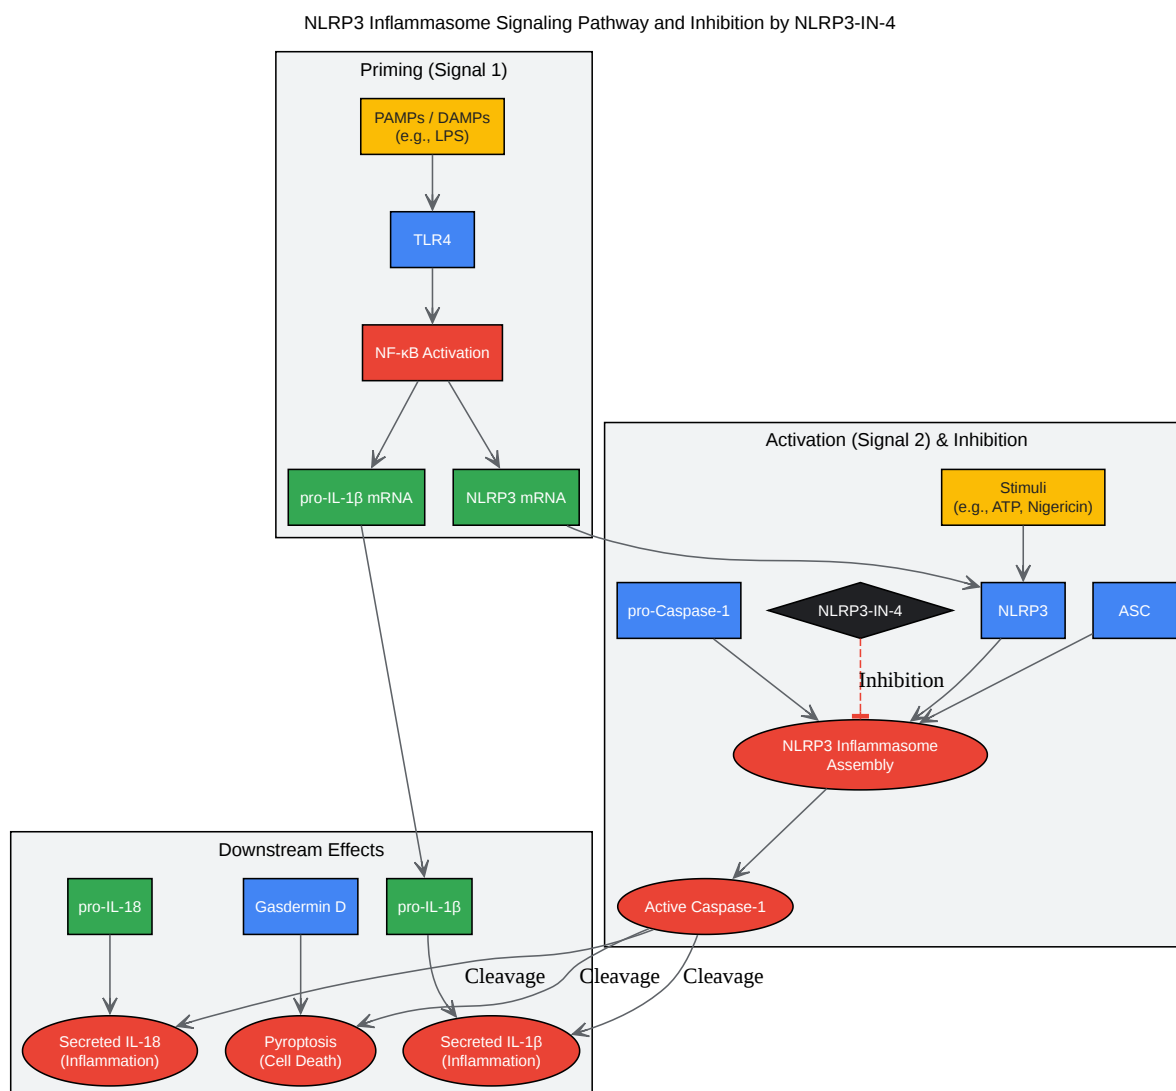 NLRP3 Inflammasome Signaling Pathway and Inhibition by NLRP3-IN-4
Priming (Signal 1)
PAMPs / DAMPs
(e.g., LPS)
TLR4
NF-κB Activation
pro-IL-1β mRNA
NLRP3 mRNA
Activation (Signal 2) & Inhibition
Stimuli
(e.g., ATP, Nigericin)
pro-Caspase-1
NLRP3-IN-4
NLRP3
ASC
Inhibition
NLRP3 Inflammasome
Assembly
Active Caspase-1
Downstream Effects
pro-IL-18
Gasdermin D
pro-IL-1β
Cleavage
Cleavage
Cleavage
Secreted IL-18
(Inflammation)
Pyroptosis
(Cell Death)
Secreted IL-1β
(Inflammation)